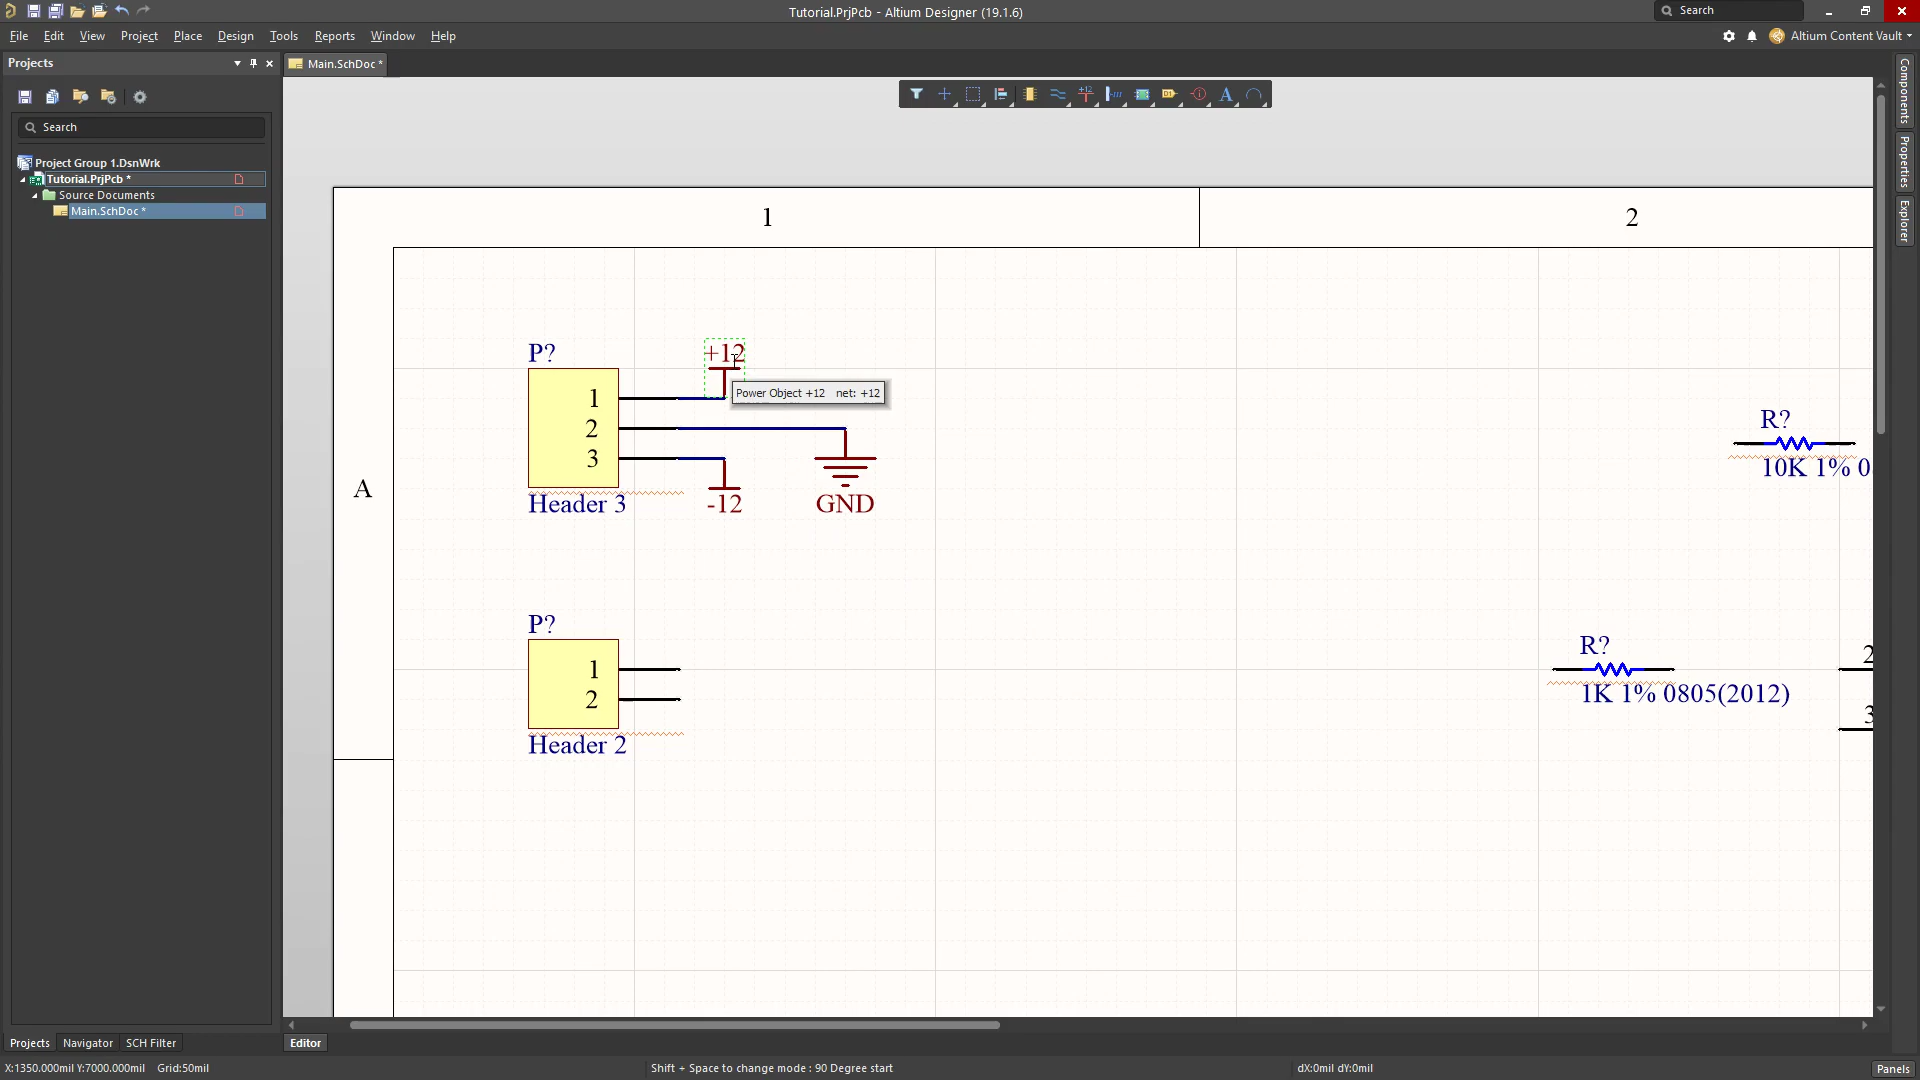 Tutorial.PrjPcb - Altium Designer (19.1.6)
Search
File Edit View Project Place Design Tools Reports Window Help
Altium Content Vault
Projects
Main.SchDoc *
Search
Project Group 1.DsnWrk
Tutorial.PrjPcb *
Source Documents
Main.SchDoc *
Components
Properties
Explorer
1
2
A
P?
+12
1
2
3
Power Object +12 net: +12
Header 3
-12
GND
R?
10K 1% 0
P?
1
2
Header 2
R?
1K 1% 0805(2012)
2
3
Projects Navigator SCH Filter
Editor
X:1350.000mil Y:7000.000mil Grid:50mil
Shift + Space to change mode : 90 Degree start
dX:0mil dY:0mil
Panels